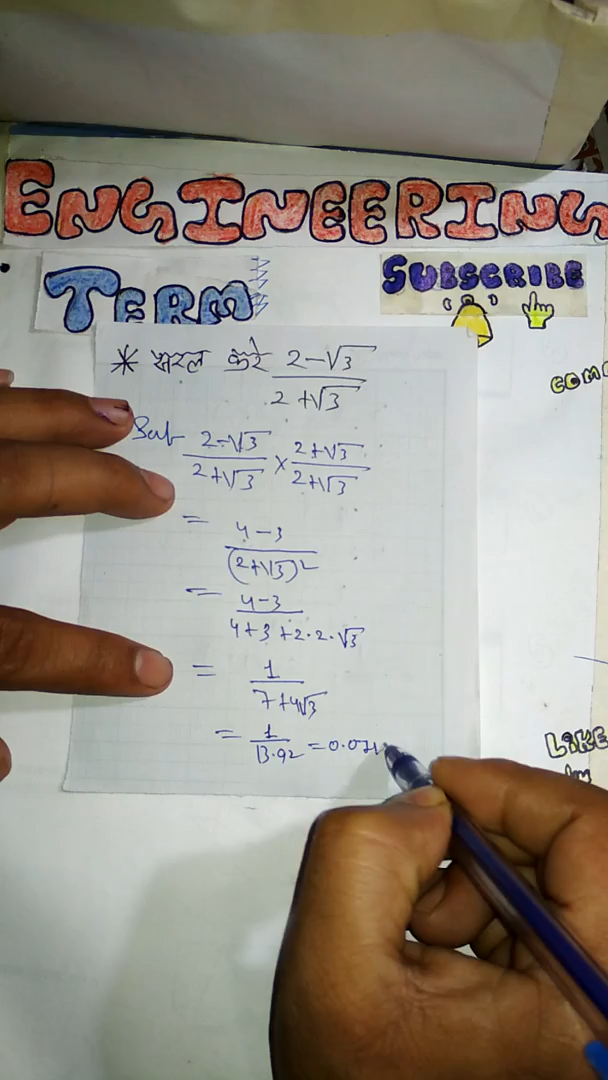 ENGINEERING
TERM
SUBSCRIBE
COM
* सरल करे (2-√3)/(2+√3)
Sol (2-√3)/(2+√3) × (2+√3)/(2+√3)
= (4-3)/(2+√3)²
= (4-3)/(4+3+2·2·√3)
= 1/(7+4√3)
= 1/13.92 = 0.071
LIKE